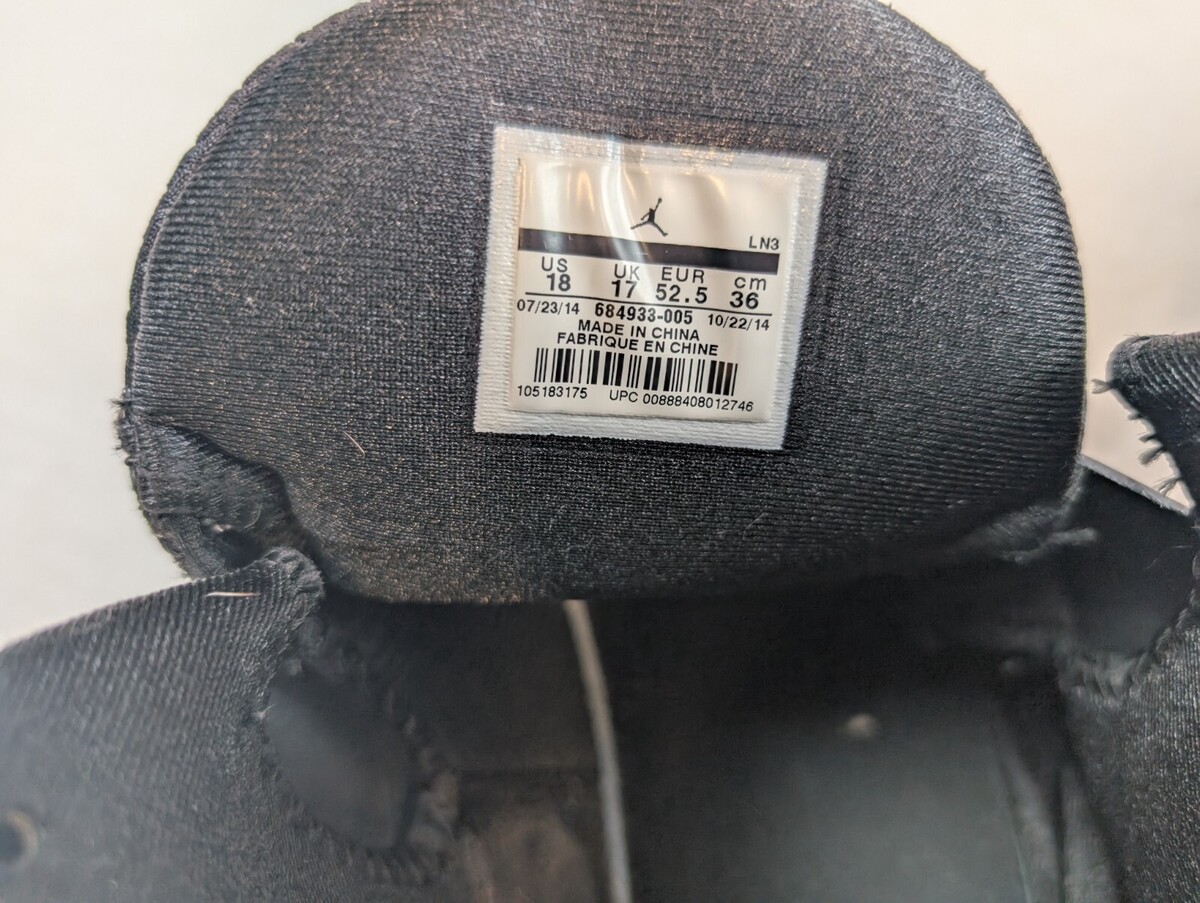 LN3
US UK EUR cm
18 17 52.5 36
07/23/14 684933-005 10/22/14
MADE IN CHINA
FABRIQUE EN CHINE
105183175 UPC 00888408012746